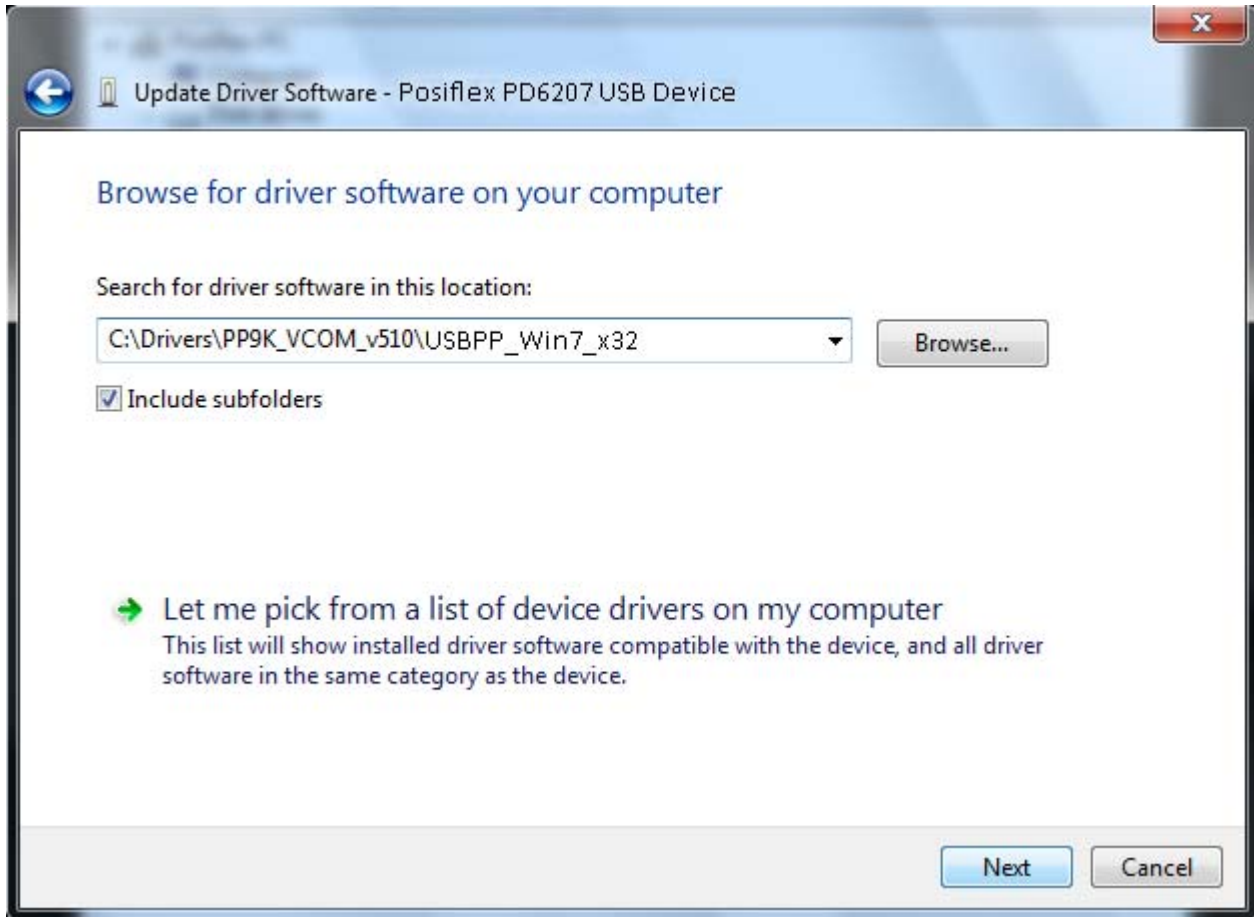 Update Driver Software - Posiflex PD6207 USB Device
Browse for driver software on your computer
Search for driver software in this location:
C:\Drivers\PP9K_VCOM_v510\USBPP_Win7_x32
Browse...
Include subfolders
Let me pick from a list of device drivers on my computer
This list will show installed driver software compatible with the device, and all driver
software in the same category as the device.
Next
Cancel